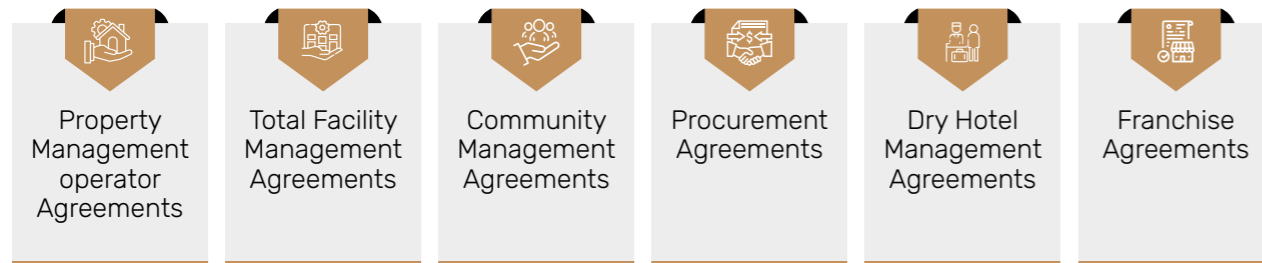 Property
Management
operator
Agreements
Total Facility
Management
Agreements
Community
Management
Agreements
Procurement
Agreements
Dry Hotel
Management
Agreements
Franchise
Agreements